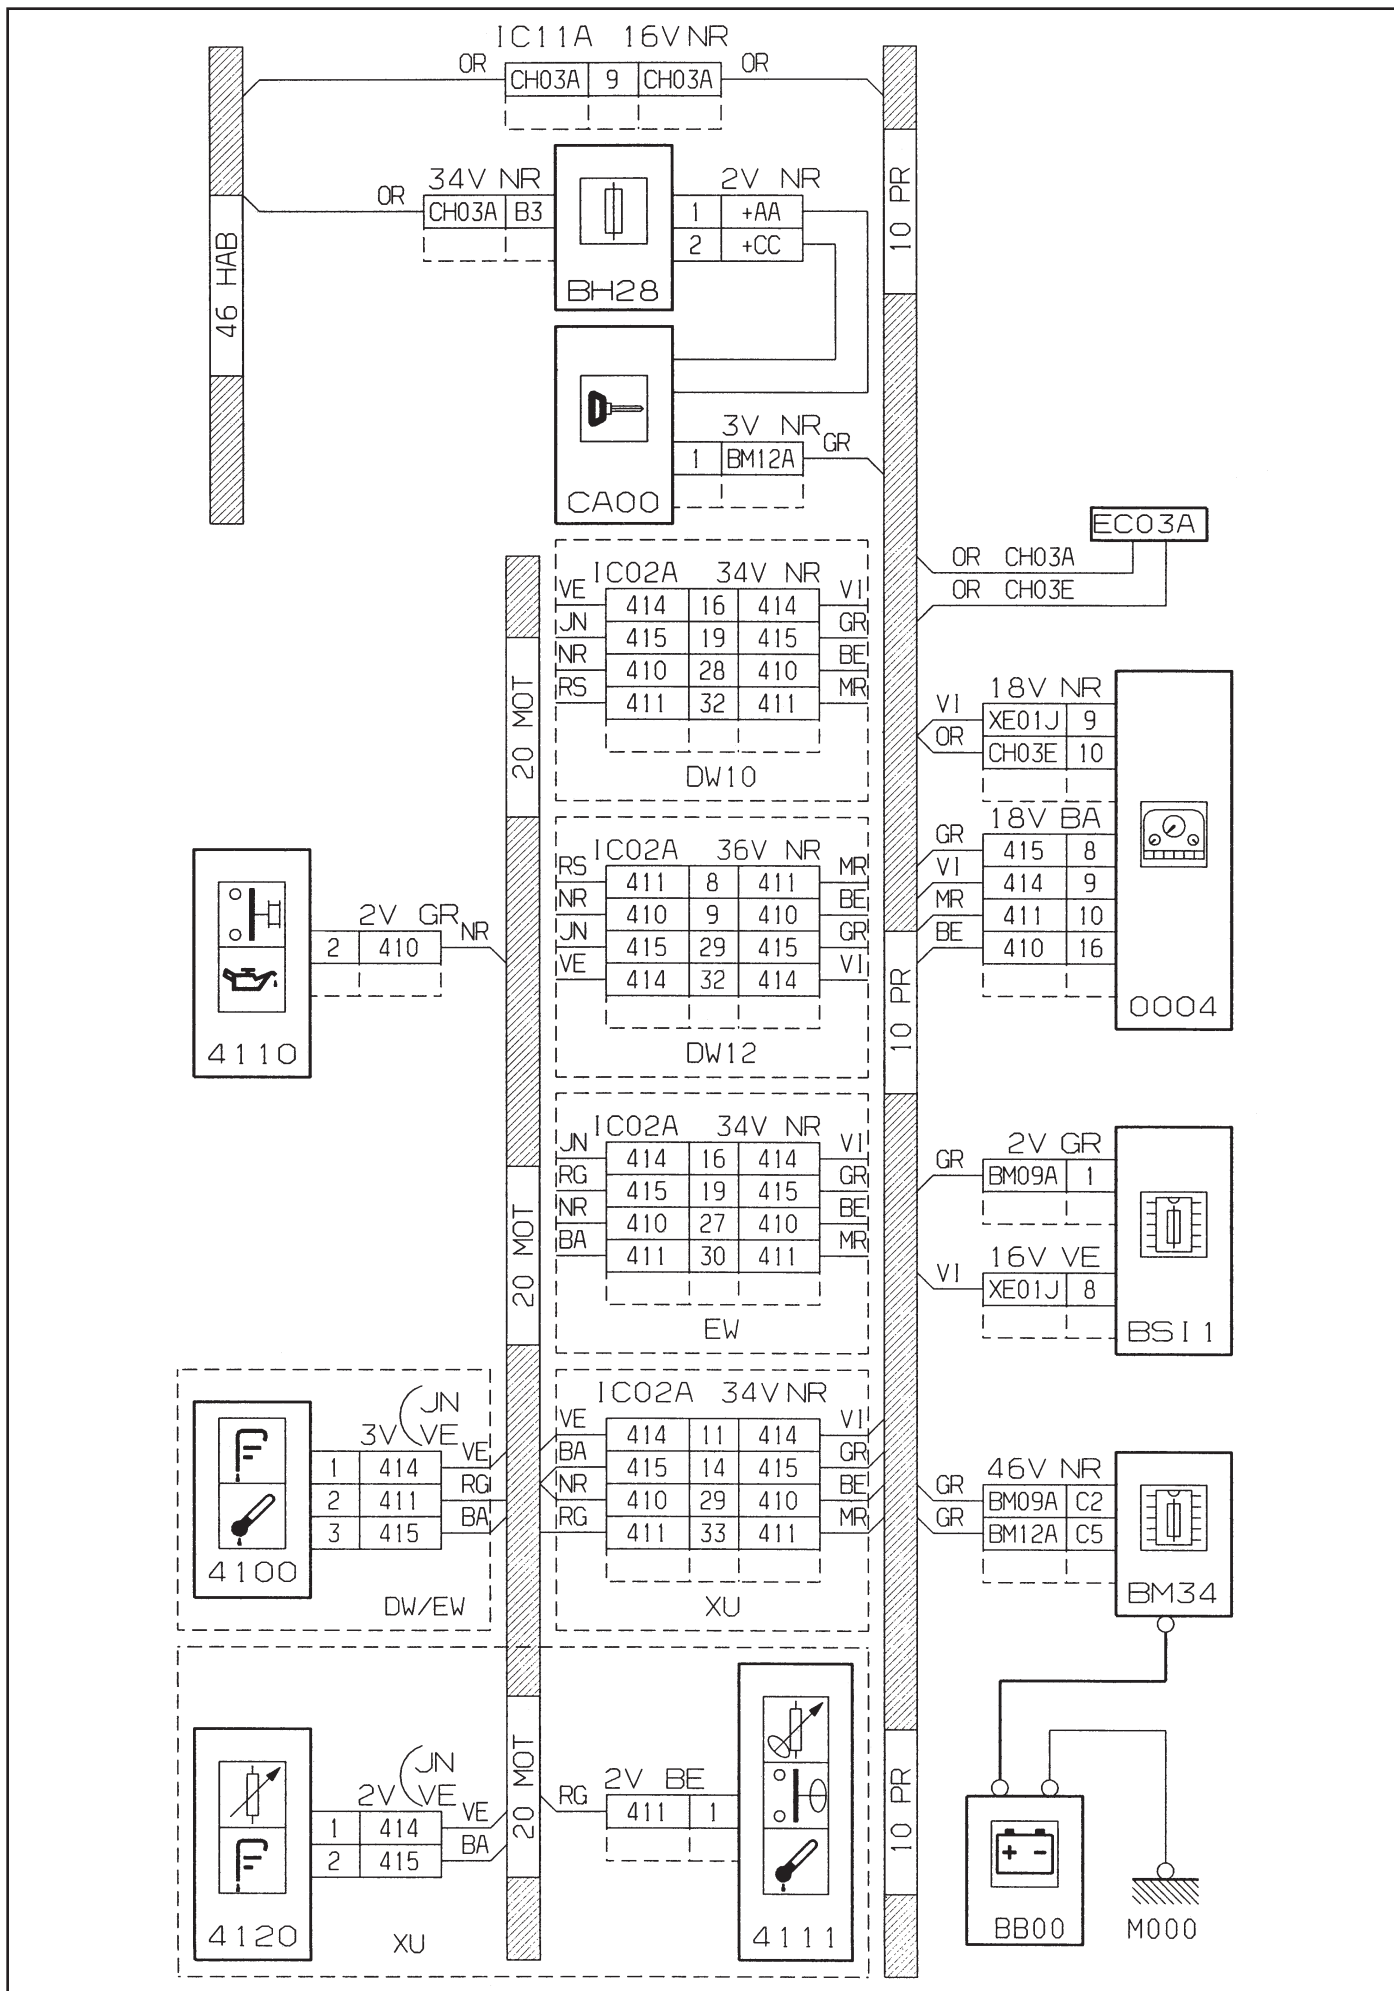 IC11A 16V NR
OR CH03A 9 CH03A OR
34V NR 2V NR
OR CH03A B3 1 +AA
2 +CC
BH28
46 HAB
10 PR
3V NR
1 BM12A GR
CA00
EC03A
OR CH03A
OR CH03E
IC02A 34V NR
VE 414 16 414 VI
JN 415 19 415 GR
NR 410 28 410 BE
RS 411 32 411 MR
DW10
20 MOT
18V NR
VI XE01J 9
OR CH03E 10
18V BA
GR 415 8
VI 414 9
MR 411 10
BE 410 16
0004
IC02A 36V NR
RS 411 8 411 MR
NR 410 9 410 BE
JN 415 29 415 GR
VE 414 32 414 VI
DW12
2V GR
2 410 NR
4110
10 PR
IC02A 34V NR
JN 414 16 414 VI
RG 415 19 415 GR
NR 410 27 410 BE
BA 411 30 411 MR
EW
20 MOT
2V GR
GR BM09A 1
16V VE
VI XE01J 8
BSI1
JN
3V VE
1 414 VE
2 411 RG
3 415 BA
4100
DW/EW
IC02A 34V NR
VE 414 11 414 VI
BA 415 14 415 GR
NR 410 29 410 BE
RG 411 33 411 MR
XU
46V NR
GR BM09A C2
GR BM12A C5
BM34
JN
2V VE
1 414 VE
2 415 BA
4120
XU
20 MOT
2V BE
RG 411 1
4111
10 PR
+ -
BB00
M000